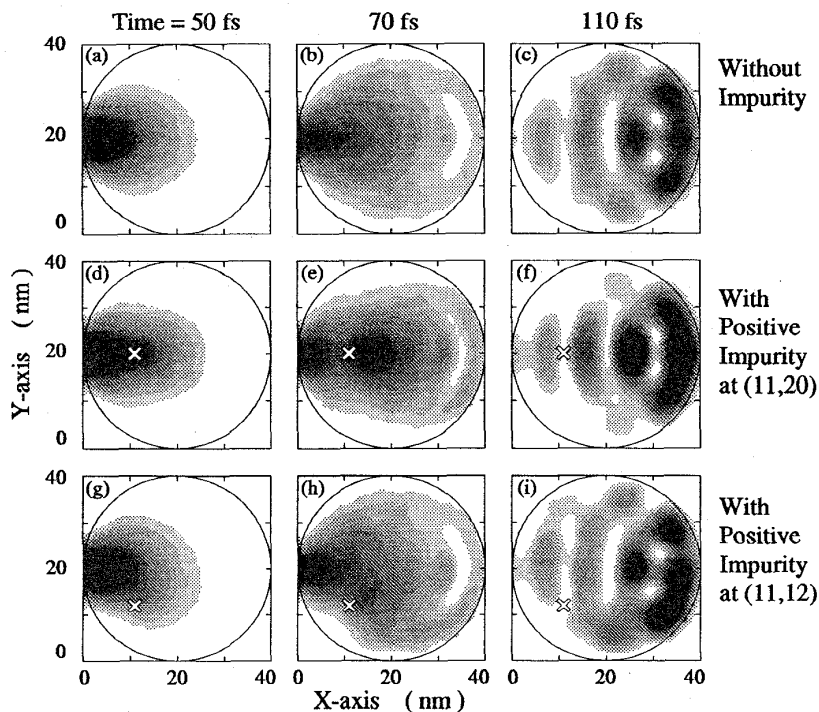 Time = 50 fs
70 fs
110 fs
40
20
0
(a)
(b)
(c)
Without
Impurity
40
20
0
(d)
(e)
(f)
With
Positive
Impurity
at (11,20)
Y-axis ( nm )
40
20
0
(g)
(h)
(i)
With
Positive
Impurity
at (11,12)
0 20 40
0 20 40
0 20 40
X-axis ( nm )